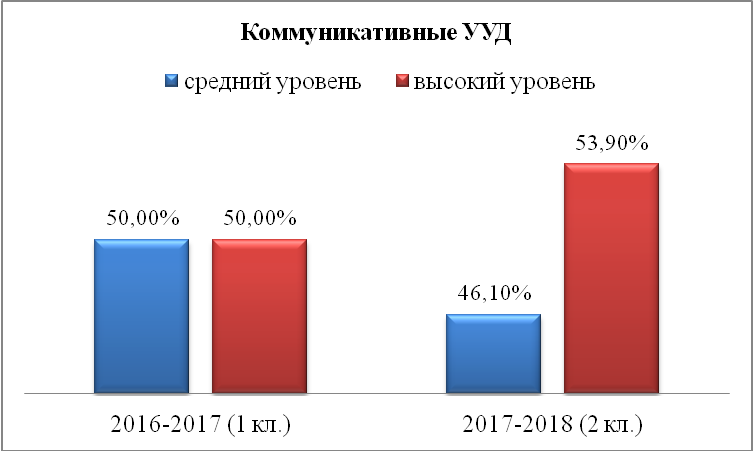 Коммуникативные УУД
средний уровень высокий уровень
53,90%
50,00% 50,00%
46,10%
2016-2017 (1 кл.) 2017-2018 (2 кл.)